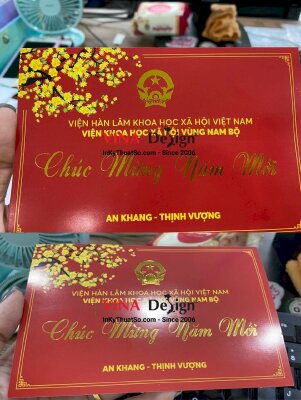 VIỆN HÀN LÂM KHOA HỌC XÃ HỘI VIỆT NAM
VIỆN KHOA HỌC XÃ HỘI VÙNG NAM BỘ
VINA Design
InKyThuatSo.com - Since 2006
Chúc Mừng Năm Mới
AN KHANG - THỊNH VƯỢNG
VIỆN HÀN LÂM KHOA HỌC XÃ HỘI VIỆT NAM
VIỆN KHOA HỌC XÃ HỘI VÙNG NAM BỘ
VINA Design
InKyThuatSo.com - Since 2006
Chúc Mừng Năm Mới
AN KHANG - THỊNH VƯỢNG